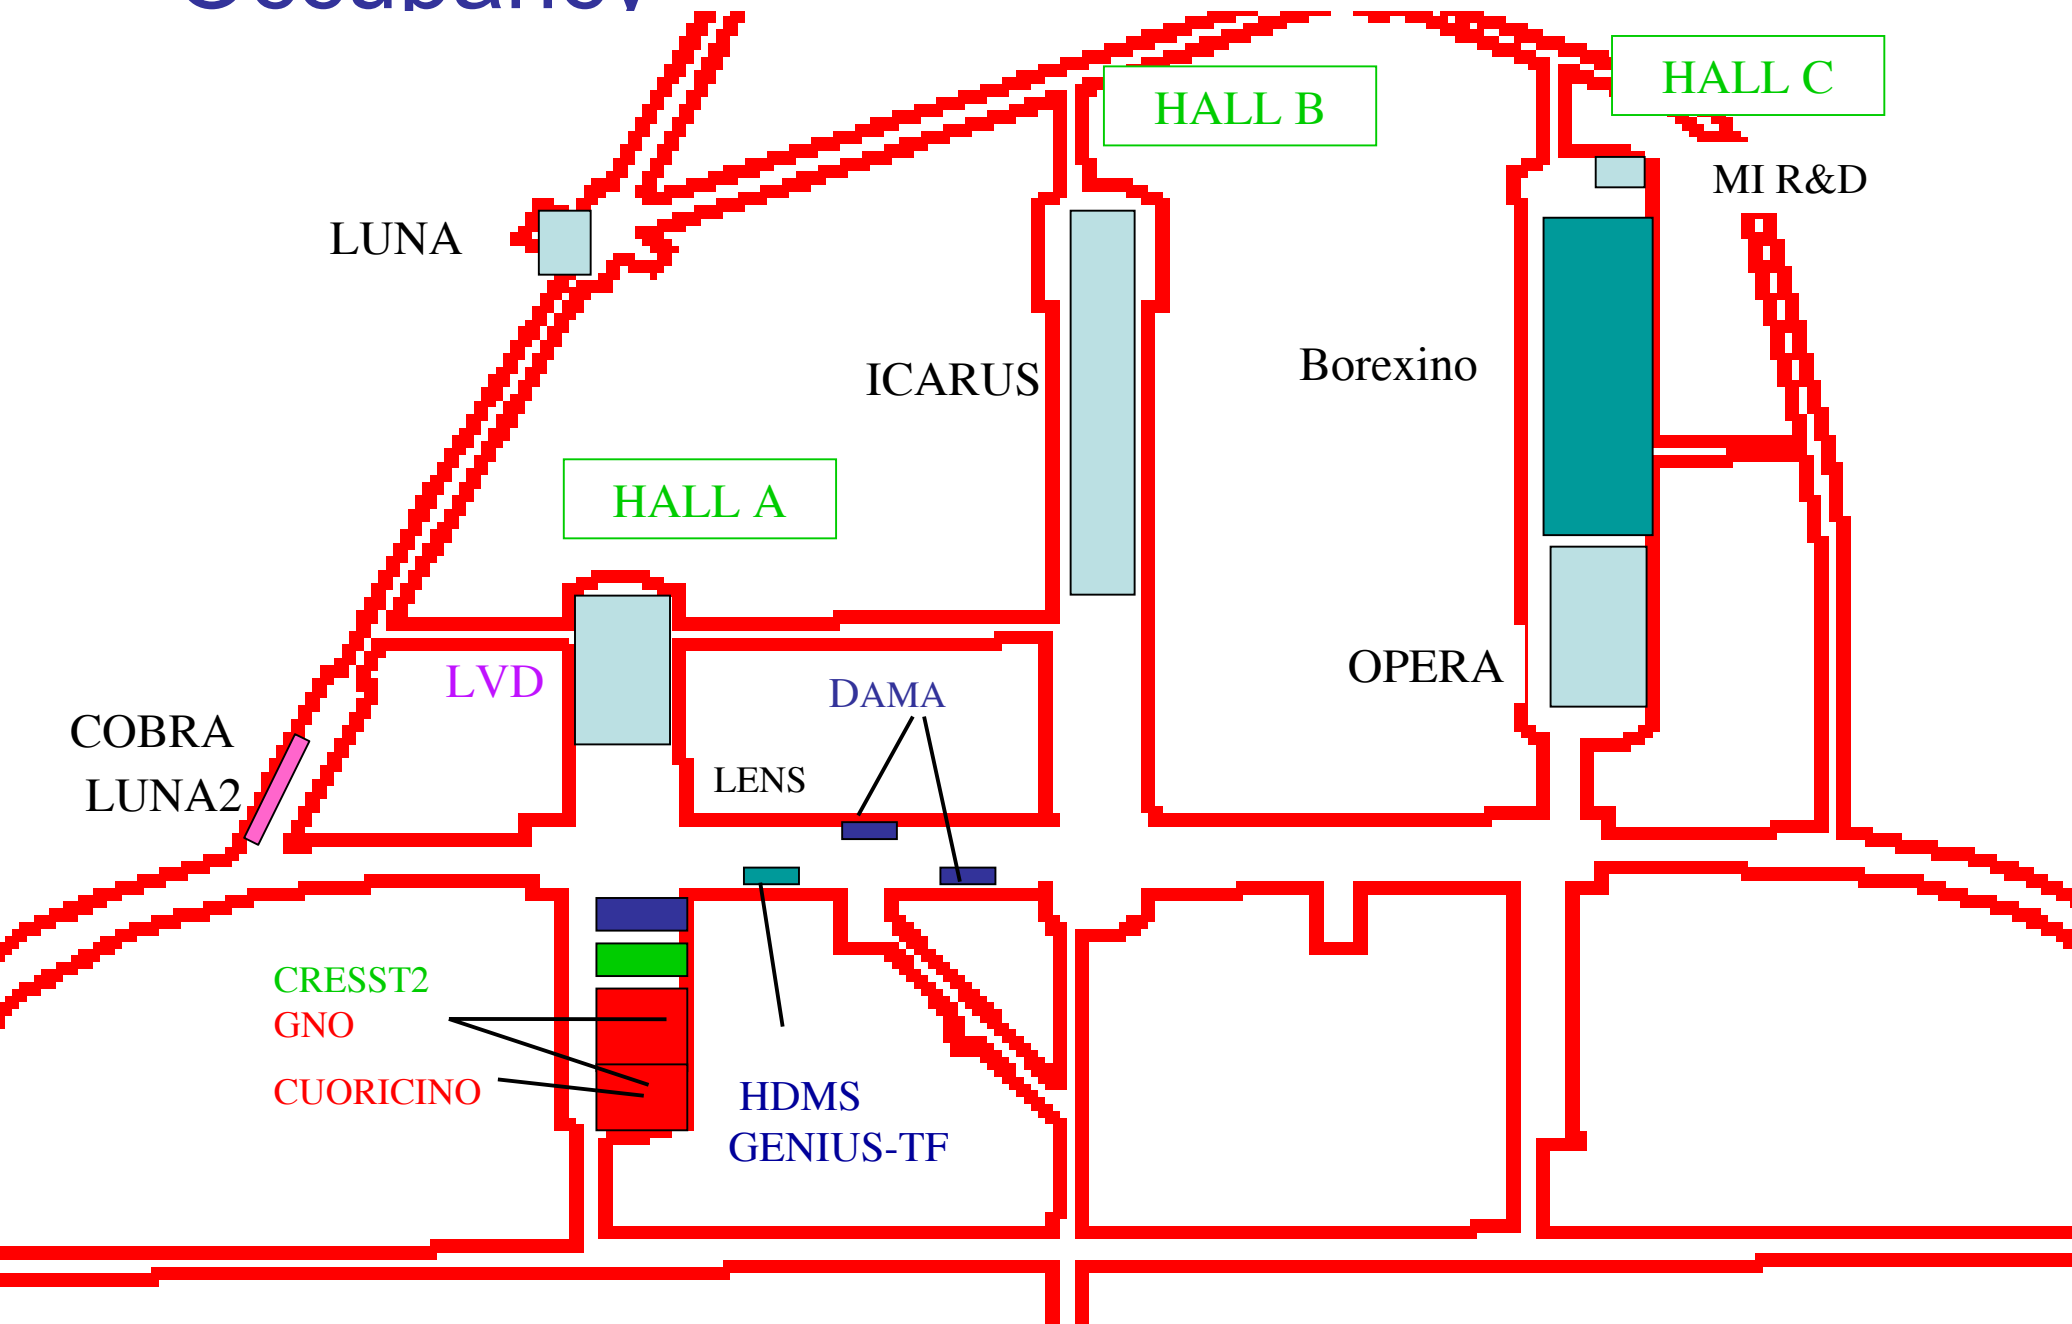 Occupancy
HALL C
HALL B
MI R&D
LUNA
Borexino
ICARUS
HALL A
OPERA
LVD
DAMA
COBRA
LENS
LUNA2
CRESST2
GNO
CUORICINO
HDMS
GENIUS-TF